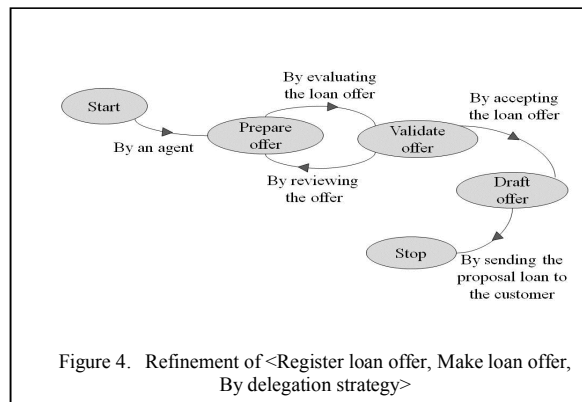 By evaluating
the loan offer
By accepting
the loan offer
Start
Prepare
offer
Validate
offer
By an agent
By reviewing
the offer
Draft
offer
Stop
By sending the
proposal loan to
the customer
Figure 4. Refinement of <Register loan offer, Make loan offer,
By delegation strategy>